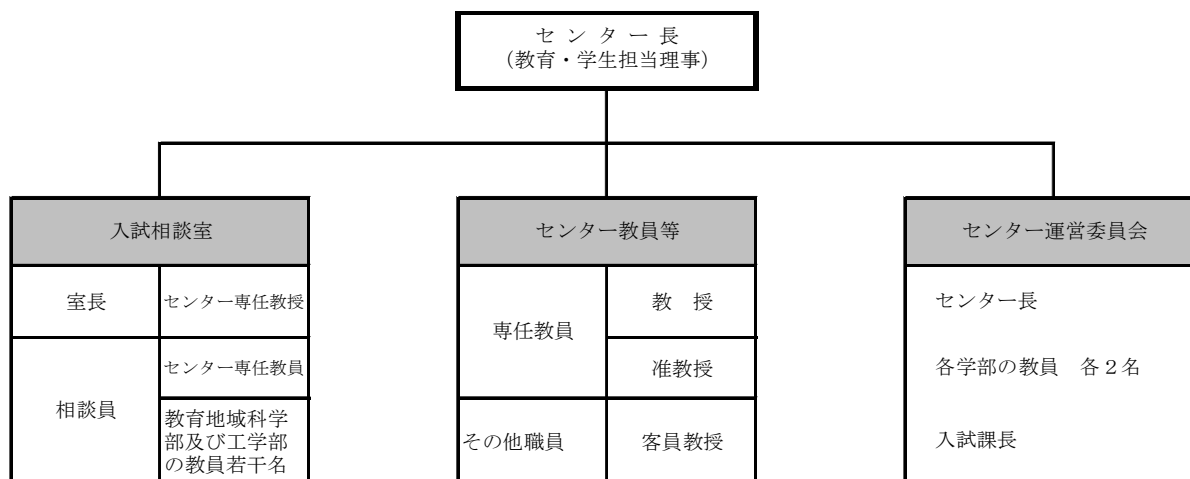 センター長
（教育・学生担当理事）
入試相談室
室長
センター専任教授
相談員
センター専任教員
教育地域科学
部及び工学部
の教員若干名
センター教員等
専任教員
教　授
准教授
その他職員
客員教授
センター運営委員会
センター長
各学部の教員　各２名
入試課長